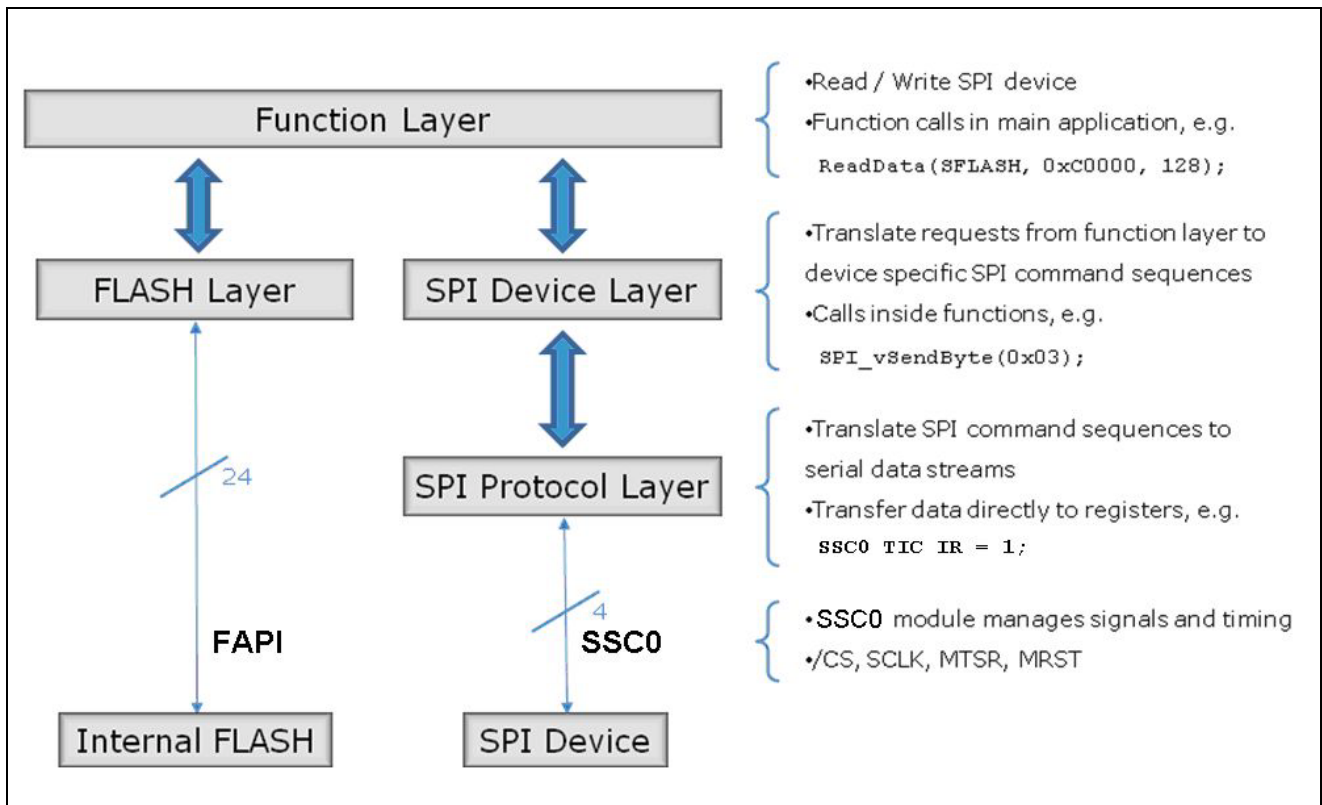 Function Layer
•Read / Write SPI device
•Function calls in main application, e.g.
ReadData(SFLASH, 0xC0000, 128);
FLASH Layer
SPI Device Layer
•Translate requests from function layer to
device specific SPI command sequences
•Calls inside functions, e.g.
SPI_vSendByte(0x03);
24
SPI Protocol Layer
•Translate SPI command sequences to
serial data streams
•Transfer data directly to registers, e.g.
SSC0 TIC IR = 1;
FAPI
4
SSC0
•SSC0 module manages signals and timing
•/CS, SCLK, MTSR, MRST
Internal FLASH
SPI Device